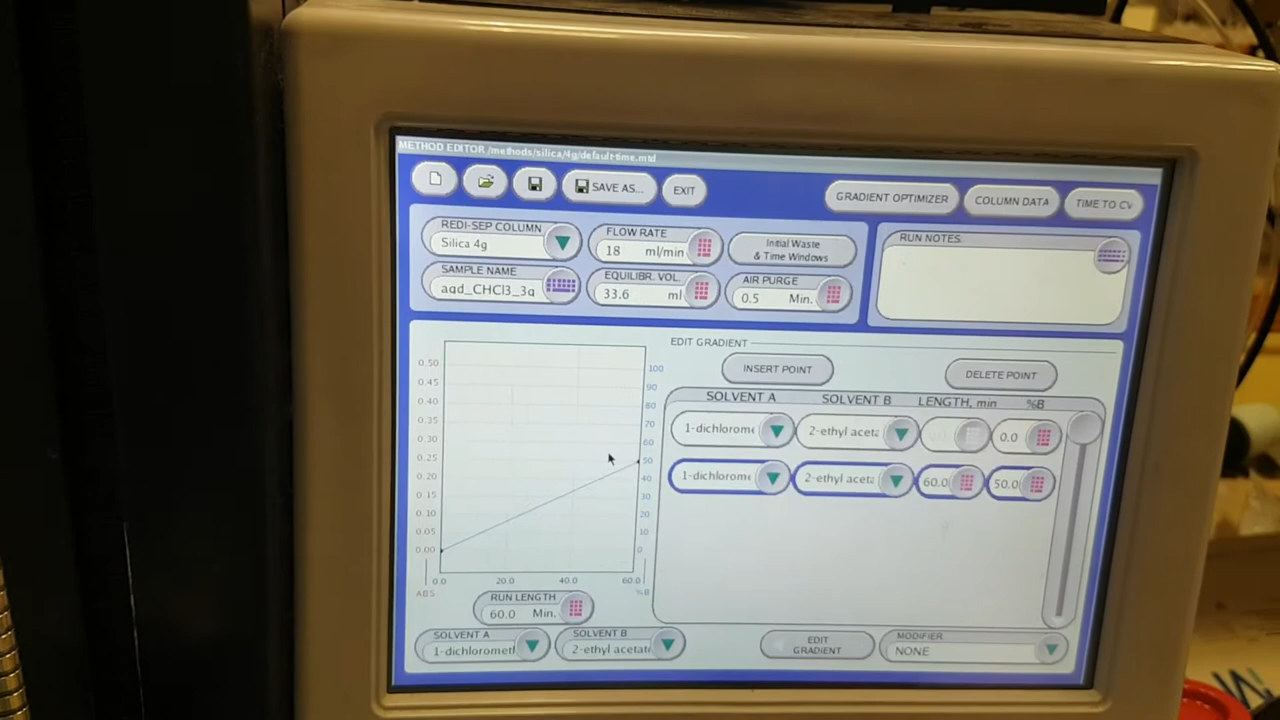 METHOD EDITOR /methods/silica/4g/default-time.mtd
SAVE AS... EXIT GRADIENT OPTIMIZER COLUMN DATA TIME TO CV
REDI-SEP COLUMN
Silica 4g
FLOW RATE
18 ml/min
Initial Waste
& Time Windows
RUN NOTES:
SAMPLE NAME
agd_CHCl3_3g
EQUILIBR. VOL.
33.6 ml
AIR PURGE
0.5 Min.
EDIT GRADIENT
INSERT POINT DELETE POINT
SOLVENT A SOLVENT B LENGTH, min %B
1-dichlorome 2-ethyl aceta 0.0 0.0
1-dichlorome 2-ethyl aceta 60.0 50.0
0.50
0.45
0.40
0.35
0.30
0.25
0.20
0.15
0.10
0.05
0.00
ABS
100
90
80
70
60
50
40
30
20
10
0
%B
0.0 20.0 40.0 60.0
RUN LENGTH
60.0 Min.
SOLVENT A
1-dichlorometh
SOLVENT B
2-ethyl acetat
EDIT
GRADIENT
MODIFIER
NONE